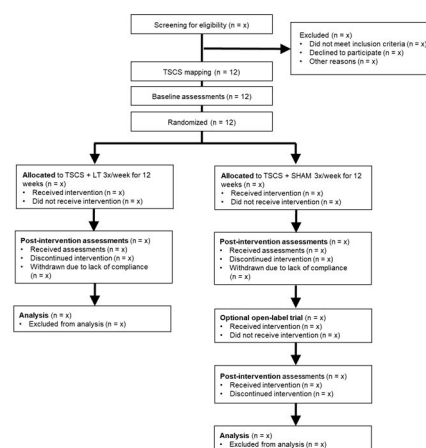 Screening for eligibility (n = x)
Excluded (n = x)
• Did not meet inclusion criteria (n = x)
• Declined to participate (n = x)
• Other reasons (n = x)
TSCS mapping (n = 12)
Baseline assessments (n = 12)
Randomized (n = 12)
Allocated to TSCS + LT 3x/week for 12
weeks (n = x)
• Received intervention (n = x)
• Did not receive intervention (n = x)
Post-intervention assessments (n = x)
• Received assessments (n = x)
• Discontinued intervention (n = x)
• Withdrawn due to lack of compliance
(n = x)
Analysis (n = x)
• Excluded from analysis (n = x)
Allocated to TSCS + SHAM 3x/week for 12
weeks (n = x)
• Received intervention (n = x)
• Did not receive intervention (n = x)
Post-intervention assessments (n = x)
• Received assessments (n = x)
• Discontinued intervention (n = x)
• Withdrawn due to lack of compliance
(n = x)
Optional open-label trial (n = x)
• Received intervention (n = x)
• Did not receive intervention (n = x)
Post-intervention assessments (n = x)
• Received intervention (n = x)
• Discontinued intervention (n = x)
Analysis (n = x)
• Excluded from analysis (n = x)